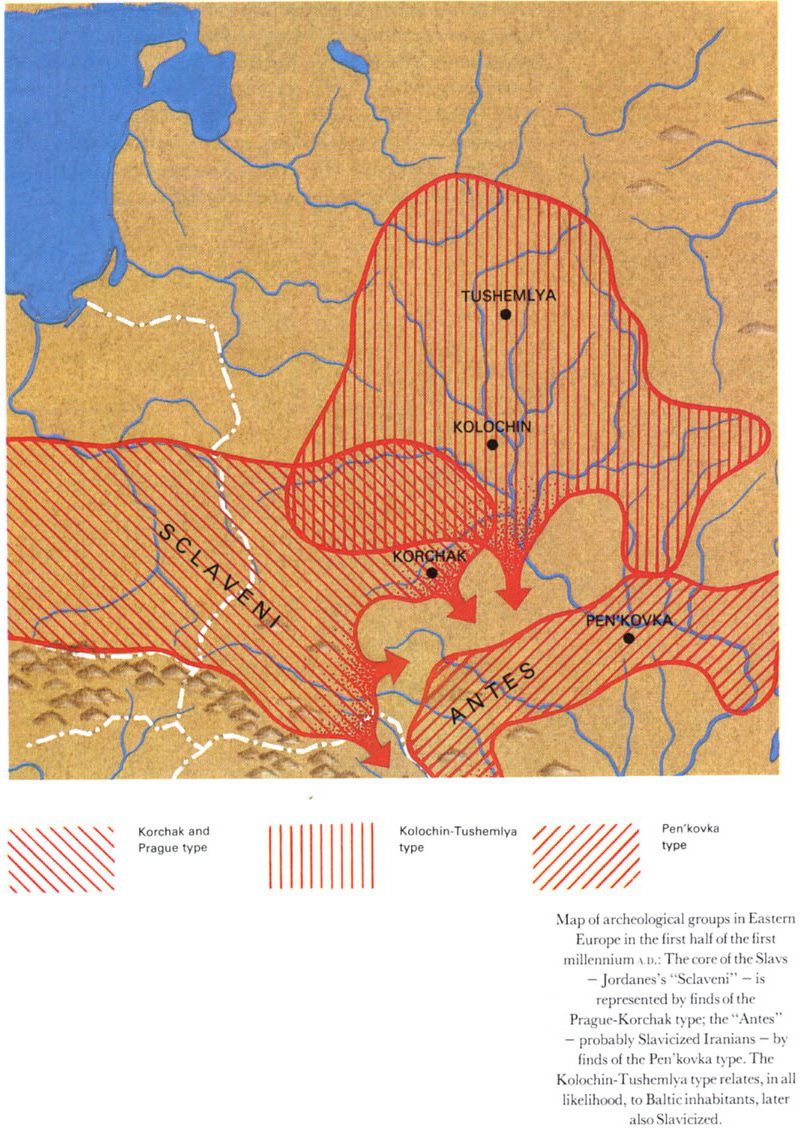 TUSHEMLYA
KOLOCHIN
KORCHAK
SCLAVENI
PEN'KOVKA
ANTES
Korchak and
Prague type
Kolochin-Tushemlya
type
Pen'kovka
type
Map of archeological groups in Eastern
Europe in the first half of the first
millennium A.D.: The core of the Slavs
— Jordanes's "Sclaveni" — is
represented by finds of the
Prague-Korchak type; the "Antes"
— probably Slavicized Iranians — by
finds of the Pen'kovka type. The
Kolochin-Tushemlya type relates, in all
likelihood, to Baltic inhabitants, later
also Slavicized.